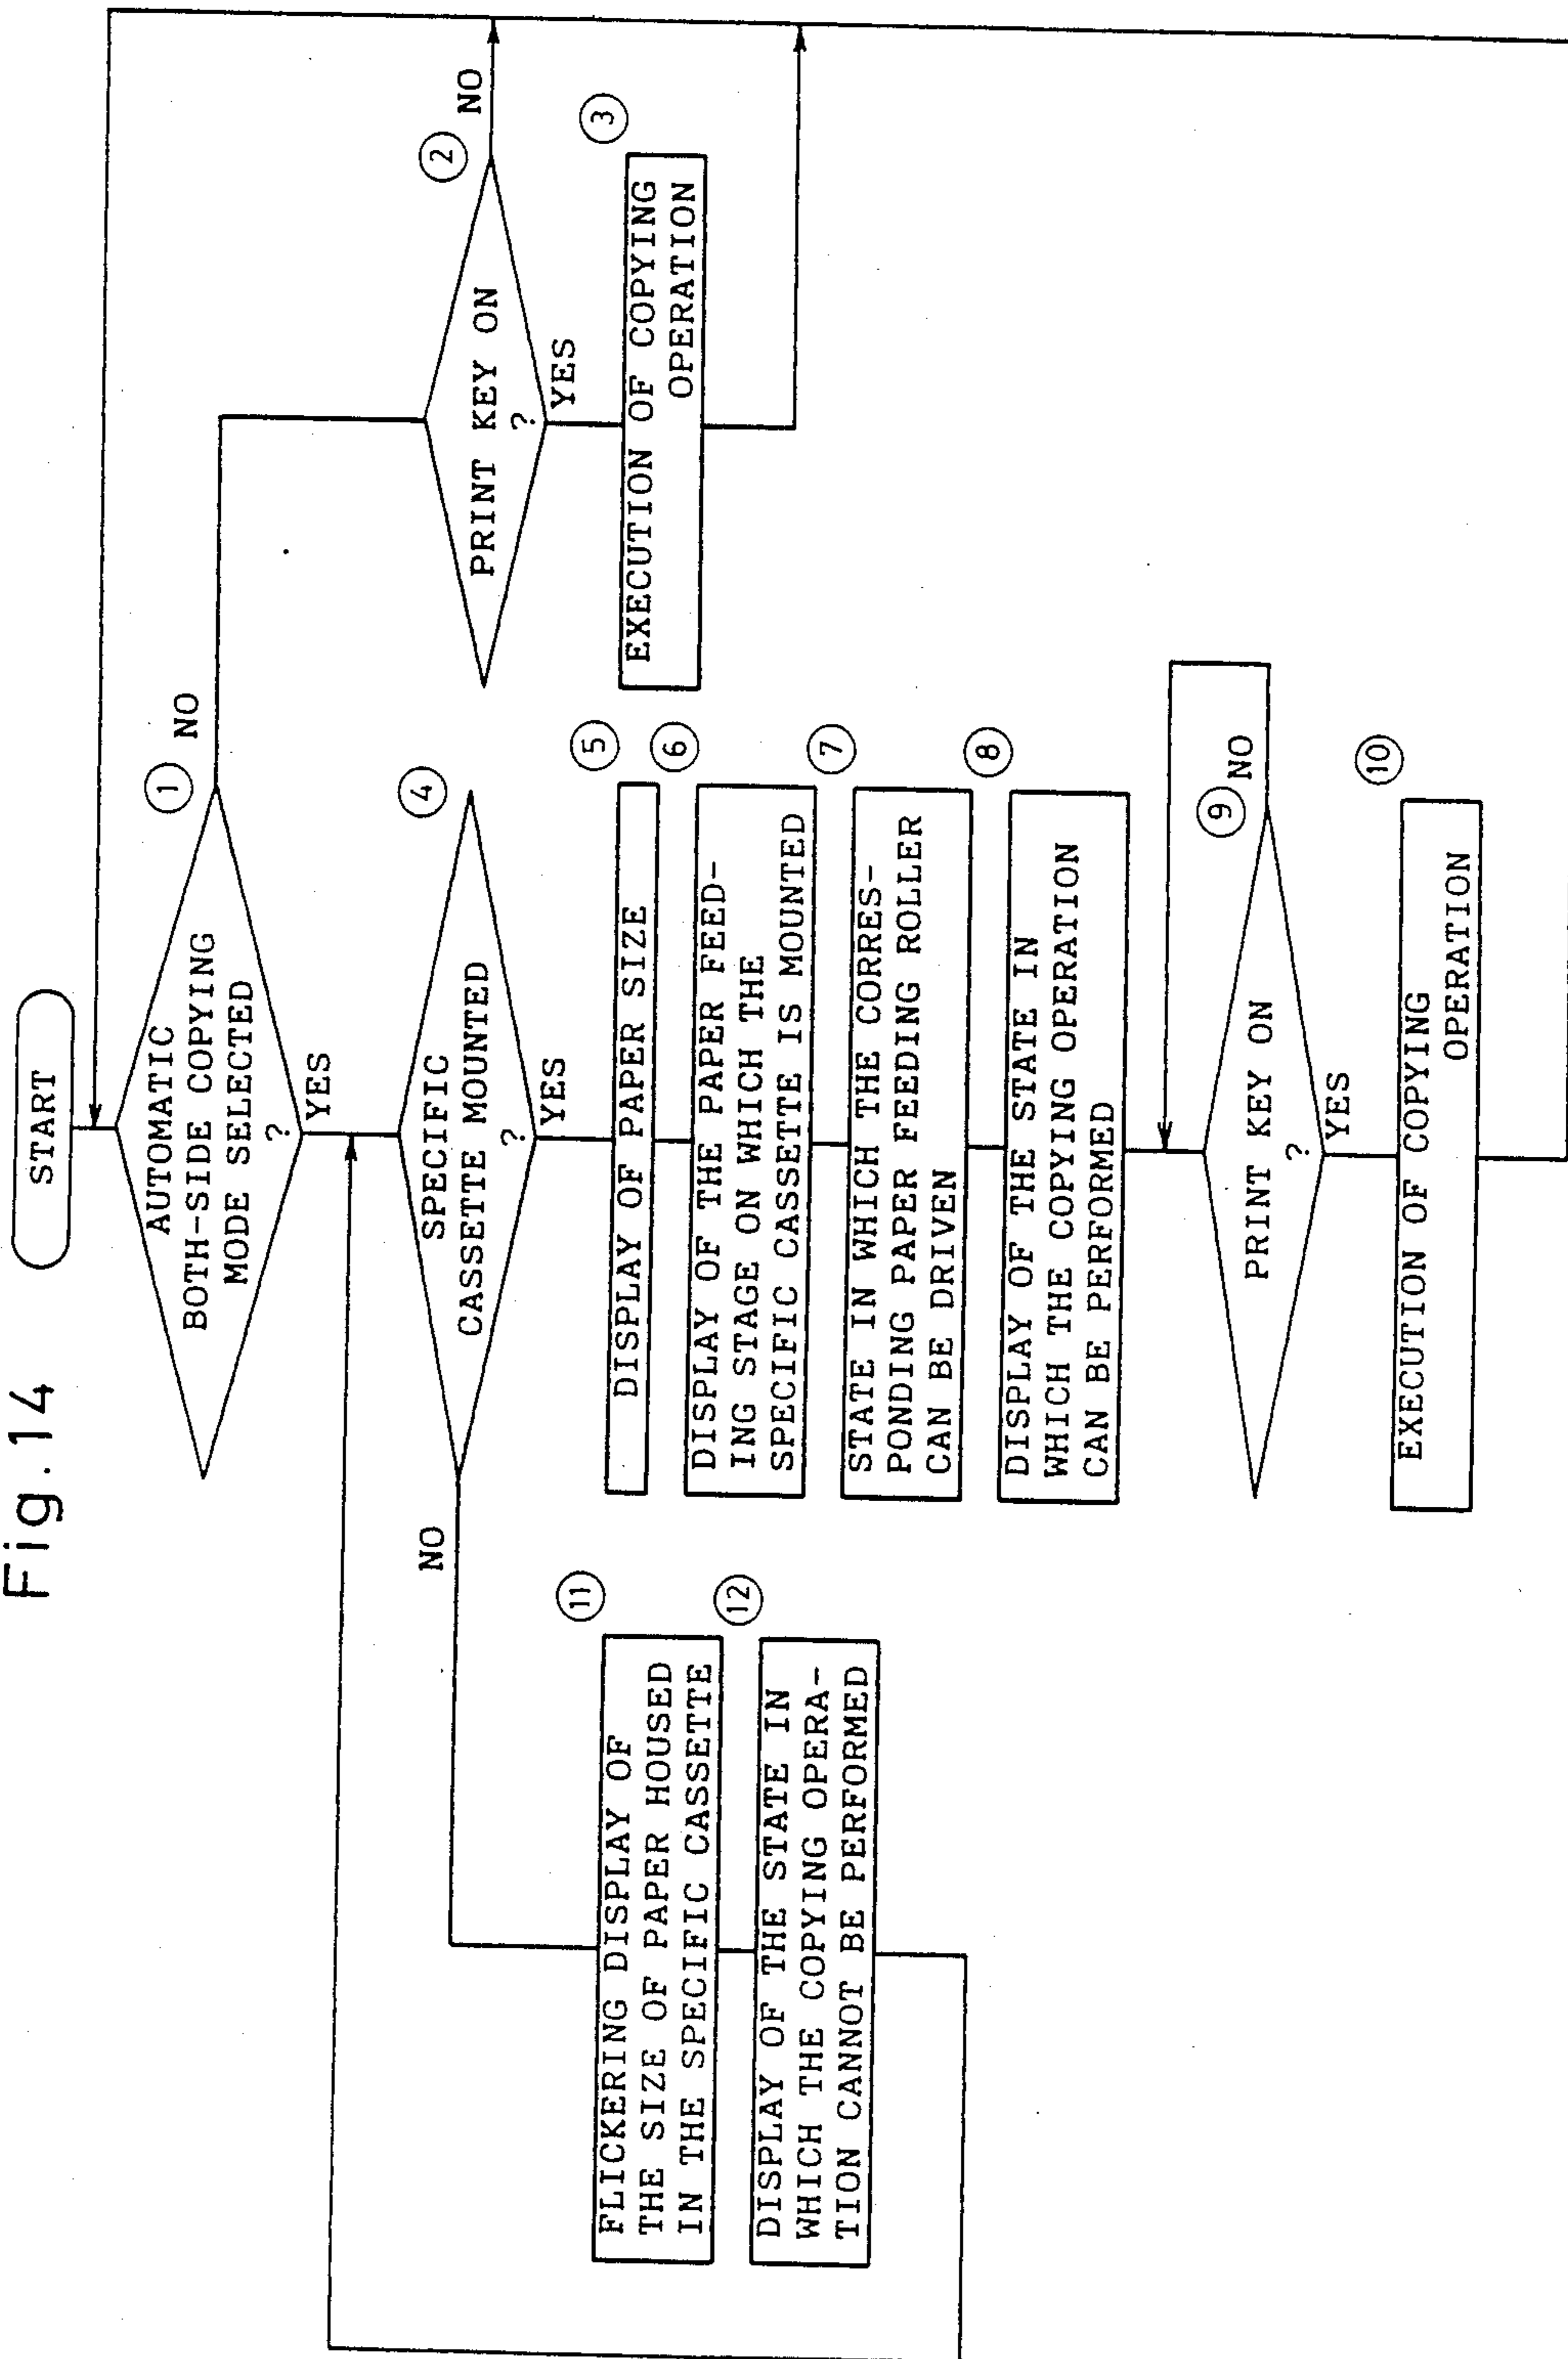 Fig.14
START
AUTOMATIC
BOTH-SIDE COPYING
MODE SELECTED
?
1
NO
YES
PRINT KEY ON
?
2
NO
YES
3
EXECUTION OF COPYING
OPERATION
SPECIFIC
CASSETTE MOUNTED
?
4
NO
YES
5
DISPLAY OF PAPER SIZE
6
DISPLAY OF THE PAPER FEED-
ING STAGE ON WHICH THE
SPECIFIC CASSETTE IS MOUNTED
7
STATE IN WHICH THE CORRES-
PONDING PAPER FEEDING ROLLER
CAN BE DRIVEN
8
DISPLAY OF THE STATE IN
WHICH THE COPYING OPERATION
CAN BE PERFORMED
PRINT KEY ON
?
9
NO
YES
10
EXECUTION OF COPYING
OPERATION
11
FLICKERING DISPLAY OF
THE SIZE OF PAPER HOUSED
IN THE SPECIFIC CASSETTE
12
DISPLAY OF THE STATE IN
WHICH THE COPYING OPERA-
TION CANNOT BE PERFORMED